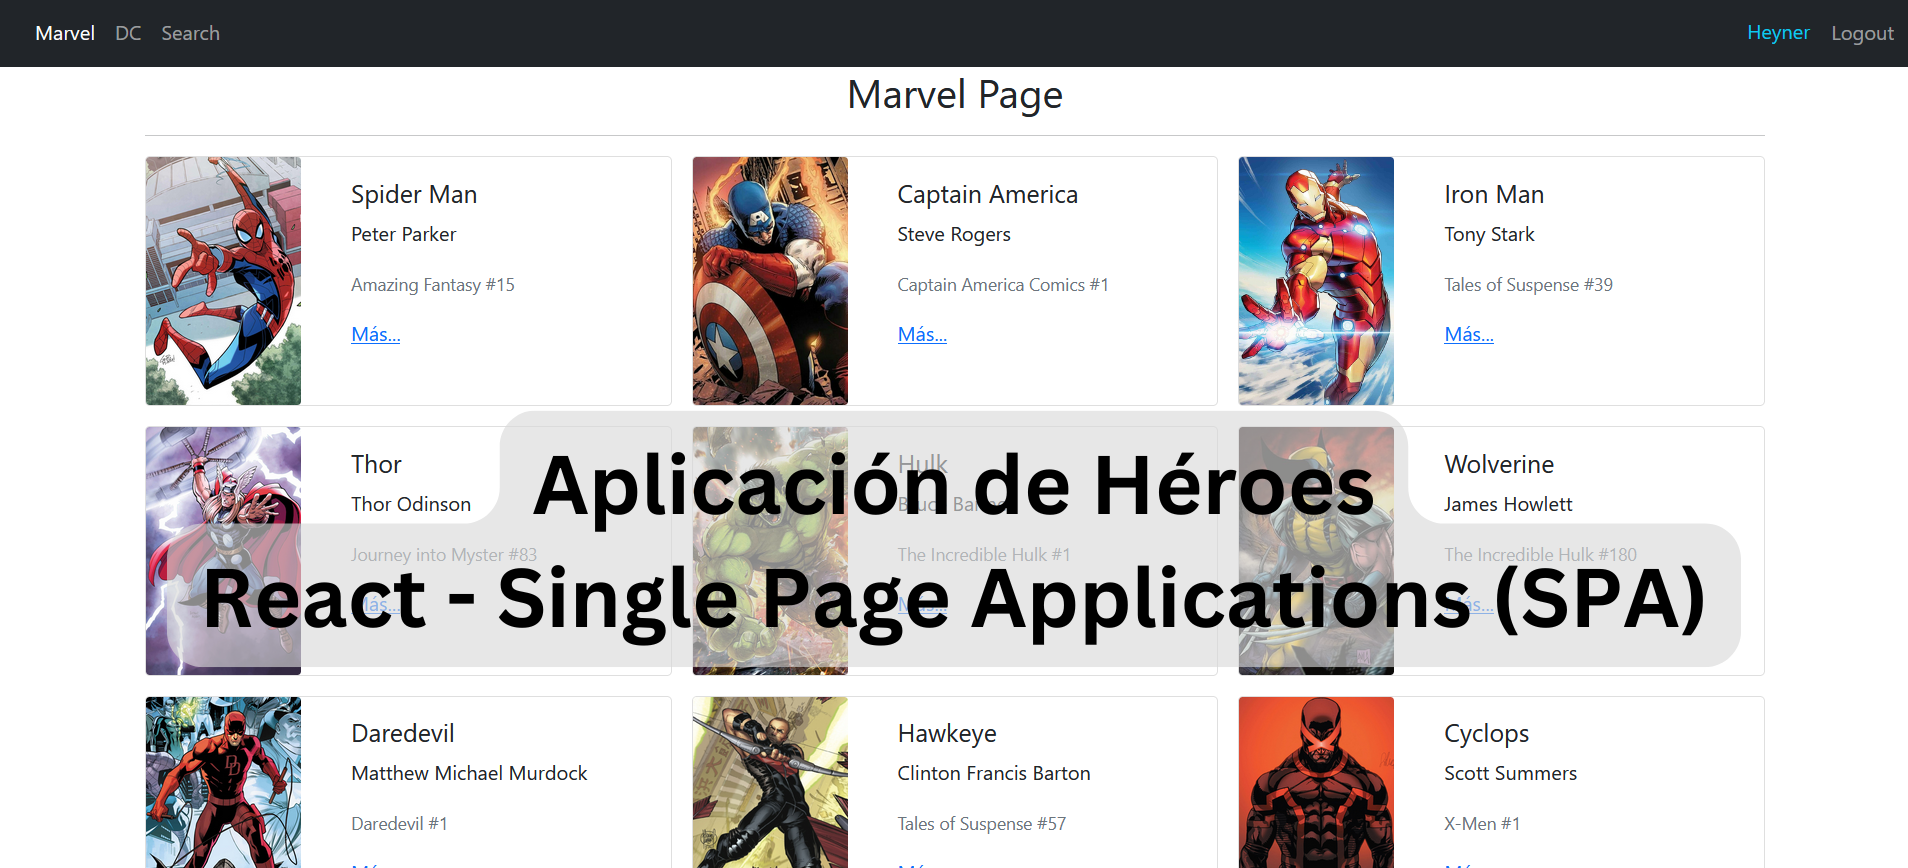 Marvel DC Search Heyner Logout
Marvel Page
Spider Man
Peter Parker
Amazing Fantasy #15
Más...
Captain America
Steve Rogers
Captain America Comics #1
Más...
Iron Man
Tony Stark
Tales of Suspense #39
Más...
Thor
Thor Odinson
Journey into Myster #83
Más...
Hulk
Bruce
The Incredible Hulk #1
Wolverine
James Howlett
The Incredible Hulk #180
Más...
Aplicación de Héroes
React - Single Page Applications (SPA)
Daredevil
Matthew Michael Murdock
Daredevil #1
Hawkeye
Clinton Francis Barton
Tales of Suspense #57
Cyclops
Scott Summers
X-Men #1